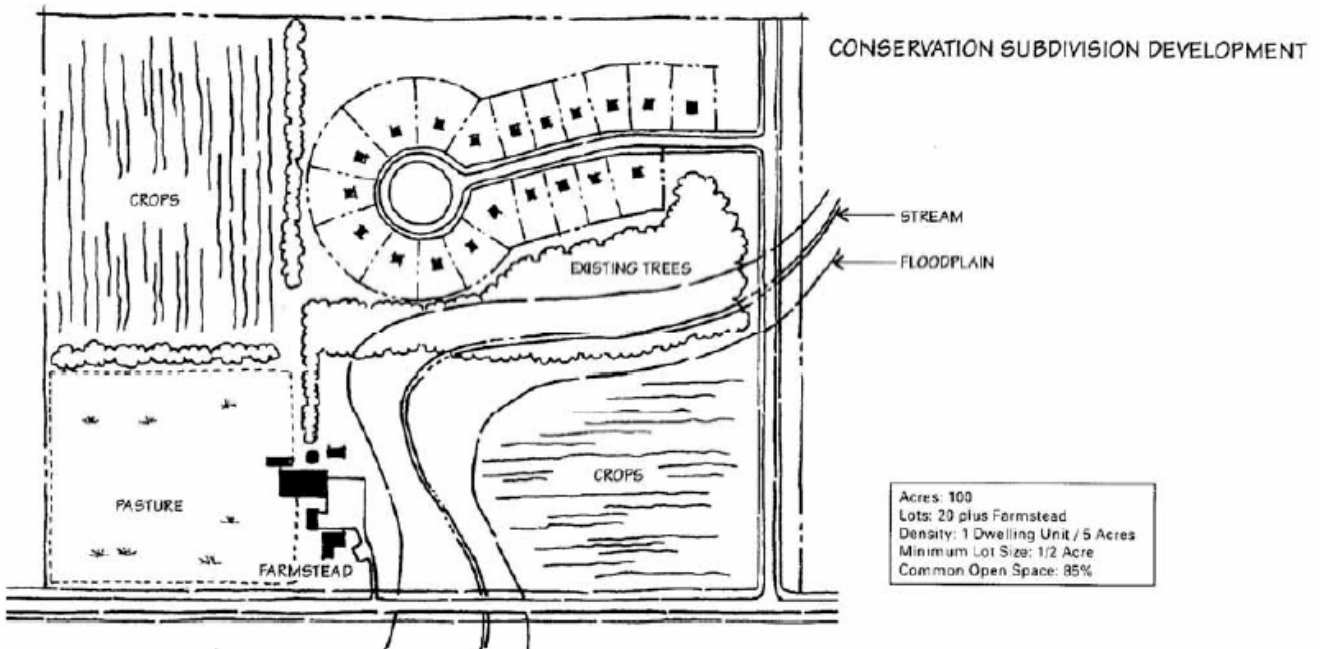 CONSERVATION SUBDIVISION DEVELOPMENT
CROPS
STREAM
EXISTING TREES
FLOODPLAIN
CROPS
PASTURE
FARMSTEAD
Acres: 100
Lots: 20 plus Farmstead
Density: 1 Dwelling Unit / 5 Acres
Minimum Lot Size: 1/2 Acre
Common Open Space: 85%